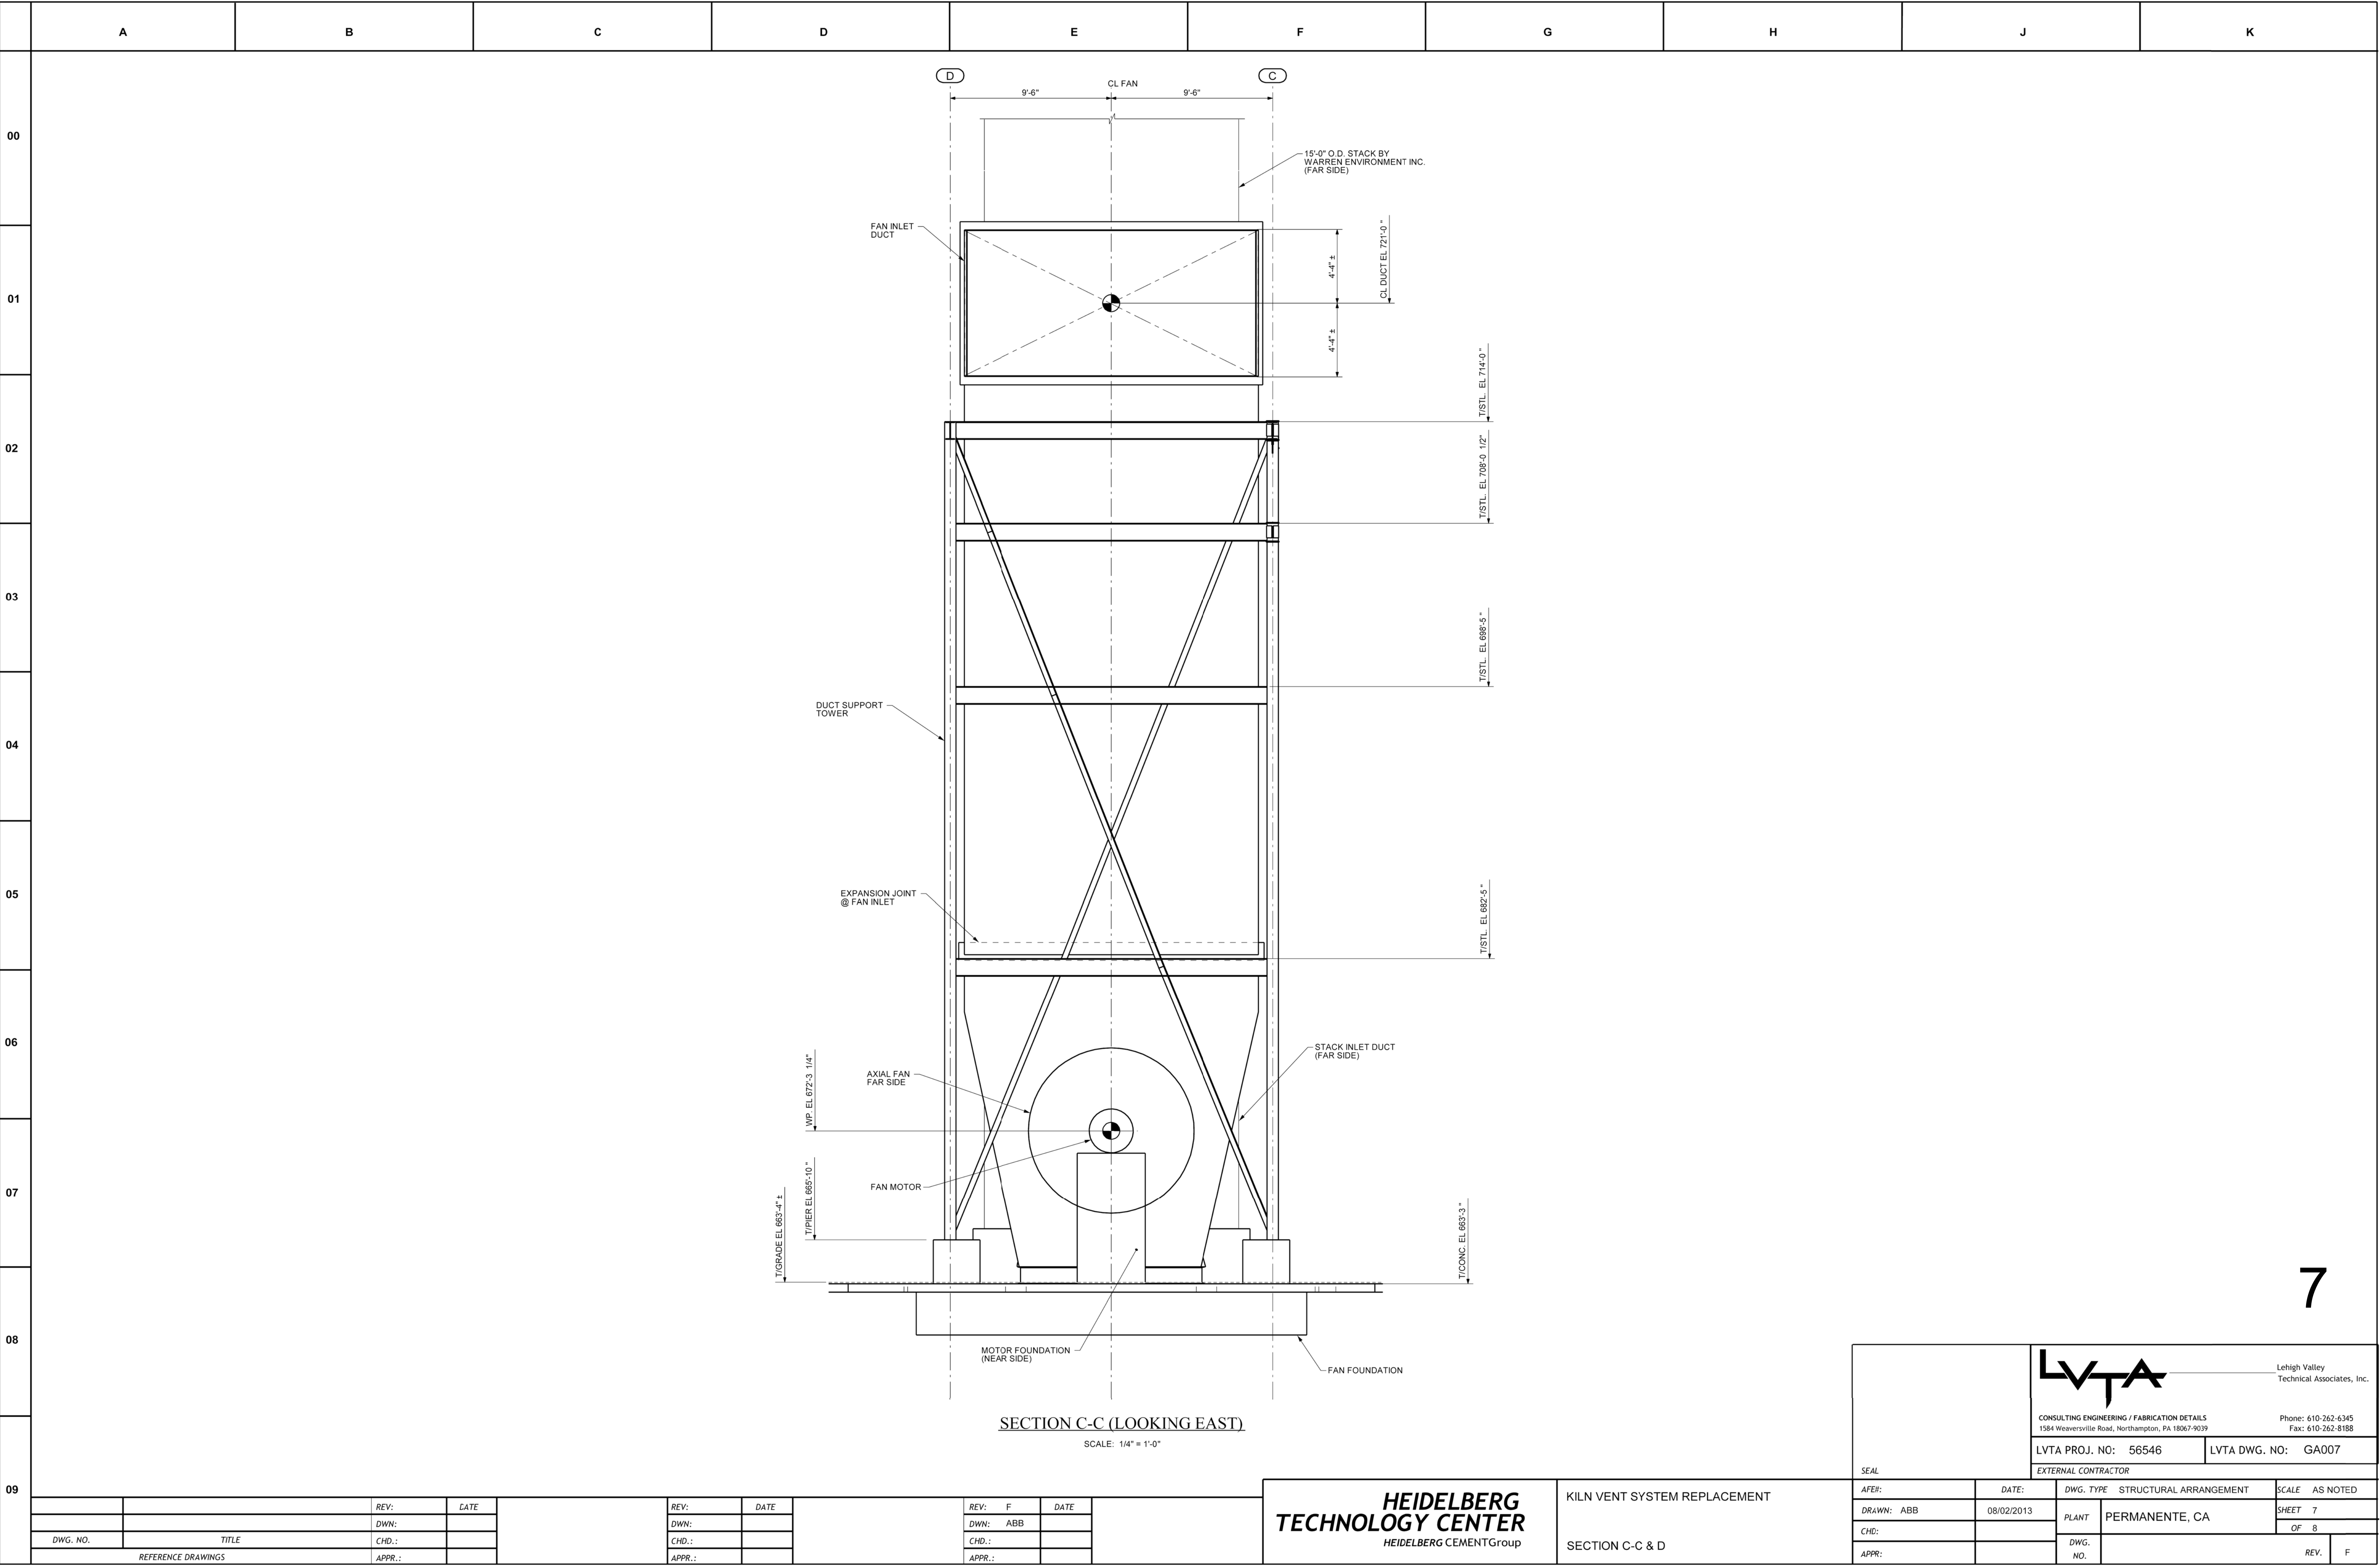 A B C D E F G H J K
00
01
02
03
04
05
06
07
08
09
D
C
CL FAN
9'-6"
9'-6"
15'-0" O.D. STACK BY
WARREN ENVIRONMENT INC.
(FAR SIDE)
FAN INLET
DUCT
4'-4" ±
4'-4" ±
CL DUCT EL 721'-0 "
T/STL. EL 714'-0 "
T/STL. EL 708'-0 1/2"
T/STL. EL 698'-5 "
DUCT SUPPORT
TOWER
EXPANSION JOINT
@ FAN INLET
T/STL. EL 682'-5 "
STACK INLET DUCT
(FAR SIDE)
WP. EL 672'-3 1/4"
AXIAL FAN
FAR SIDE
FAN MOTOR
T/PIER EL 665'-10 "
T/GRADE EL 663'-4" ±
T/CONC. EL 663'-3 "
MOTOR FOUNDATION
(NEAR SIDE)
FAN FOUNDATION
SECTION C-C (LOOKING EAST)
SCALE: 1/4" = 1'-0"
7
LVTA
Lehigh Valley
Technical Associates, Inc.
CONSULTING ENGINEERING / FABRICATION DETAILS
1584 Weaversville Road, Northampton, PA 18067-9039
Phone: 610-262-6345
Fax: 610-262-8188
LVTA PROJ. NO: 56546
LVTA DWG. NO: GA007
SEAL
EXTERNAL CONTRACTOR
DWG. NO.
TITLE
REFERENCE DRAWINGS
REV: DATE
DWN:
CHD.:
APPR.:
REV: DATE
DWN:
CHD.:
APPR.:
REV: F DATE
DWN: ABB
CHD.:
APPR.:
HEIDELBERG
TECHNOLOGY CENTER
HEIDELBERG CEMENTGroup
KILN VENT SYSTEM REPLACEMENT
SECTION C-C & D
AFE#:
DATE:
DWG. TYPE STRUCTURAL ARRANGEMENT
SCALE AS NOTED
DRAWN: ABB
08/02/2013
PLANT PERMANENTE, CA
SHEET 7
OF 8
CHD:
APPR:
DWG.
NO.
REV. F